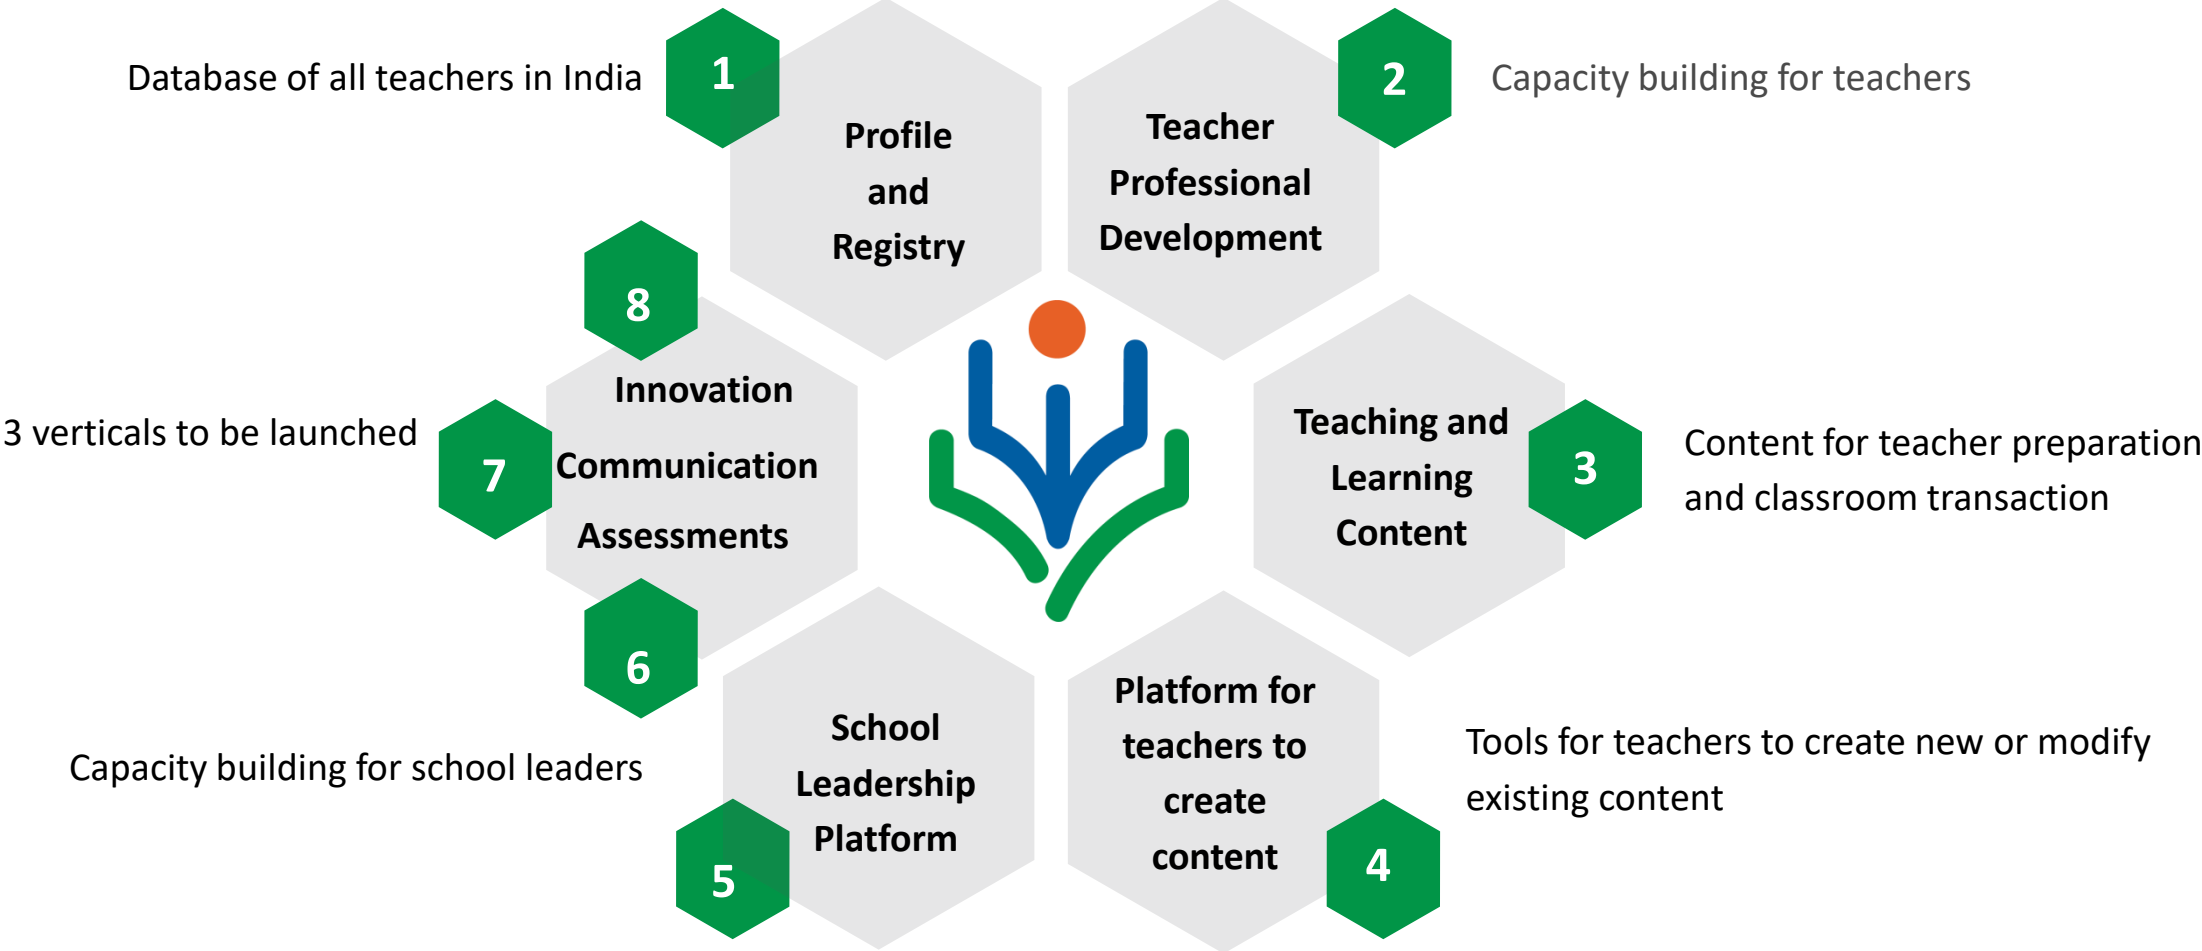 Database of all teachers in India
1
Profile
and
Registry
2
Teacher
Professional
Development
Capacity building for teachers
3
Teaching and
Learning
Content
Content for teacher preparation
and classroom transaction
4
Platform for
teachers to
create
content
Tools for teachers to create new or modify
existing content
5
School
Leadership
Platform
Capacity building for school leaders
6
7
8
Innovation
Communication
Assessments
3 verticals to be launched